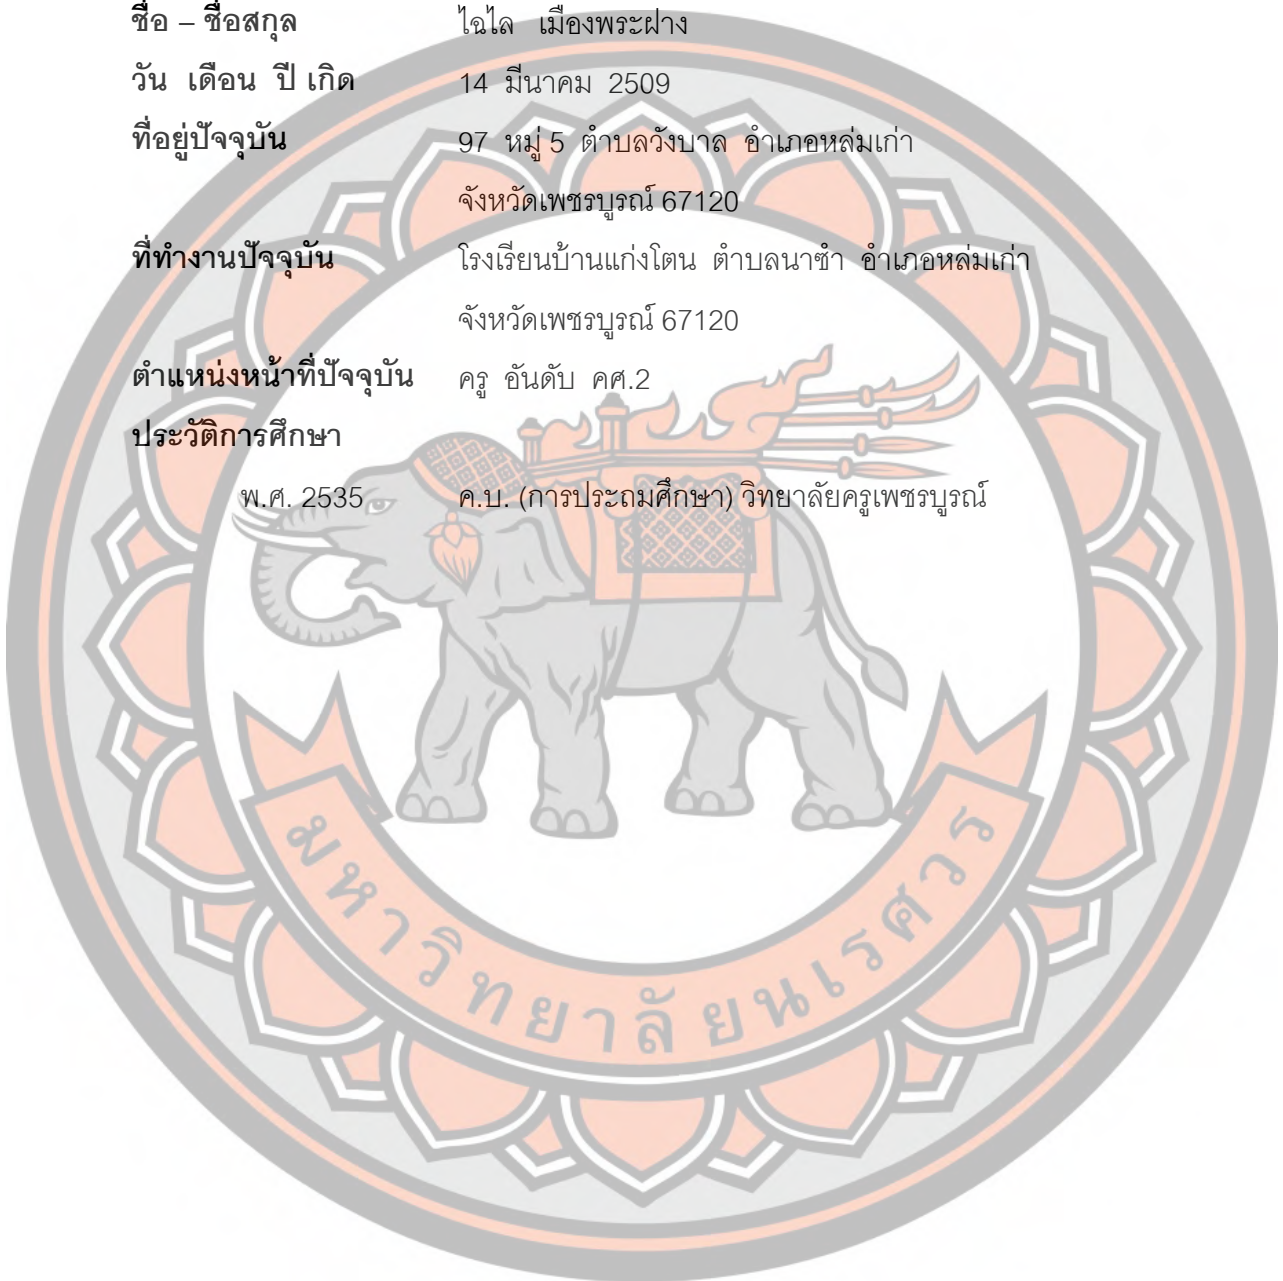 ชื่อ – ชื่อสกุล ไฉไล เมืองพระฝาง
วัน เดือน ปี เกิด 14 มีนาคม 2509
ที่อยู่ปัจจุบัน 97 หมู่ 5 ตำบลวังบาล อำเภอหล่มเก่า
จังหวัดเพชรบูรณ์ 67120
ที่ทำงานปัจจุบัน โรงเรียนบ้านแก่งโตน ตำบลนาซำ อำเภอหล่มเก่า
จังหวัดเพชรบูรณ์ 67120
ตำแหน่งหน้าที่ปัจจุบัน ครู อันดับ คศ.2
ประวัติการศึกษา
พ.ศ. 2535 ค.บ. (การประถมศึกษา) วิทยาลัยครูเพชรบูรณ์
มหาวิทยาลัยนเรศวร